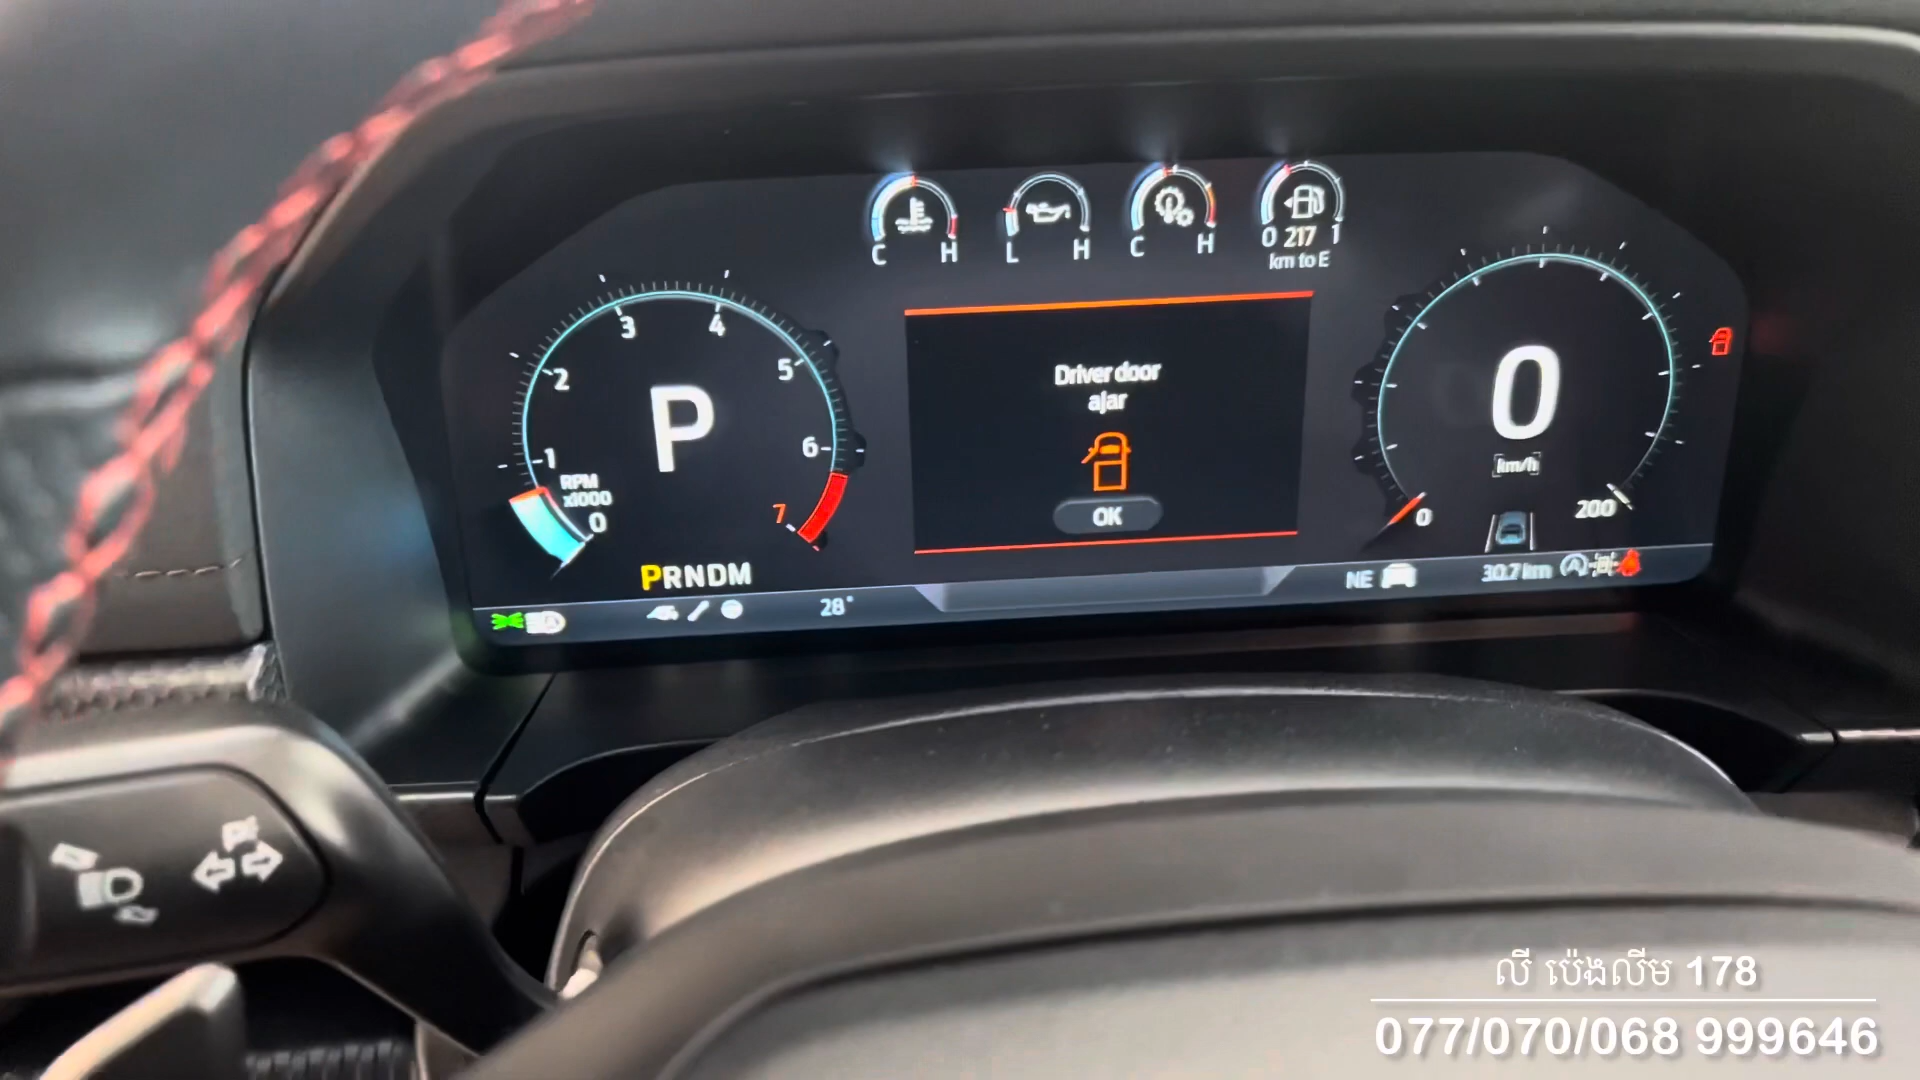 C H
L H
C H
0 217 1
km to E
1 2 3 4 5 6 7
RPM
x1000
0
P
PRNDM
28°
Driver door
ajar
OK
0
km/h
0 200
NE
30.7 km
លី ប៉េងលីម 178
077/070/068 999646